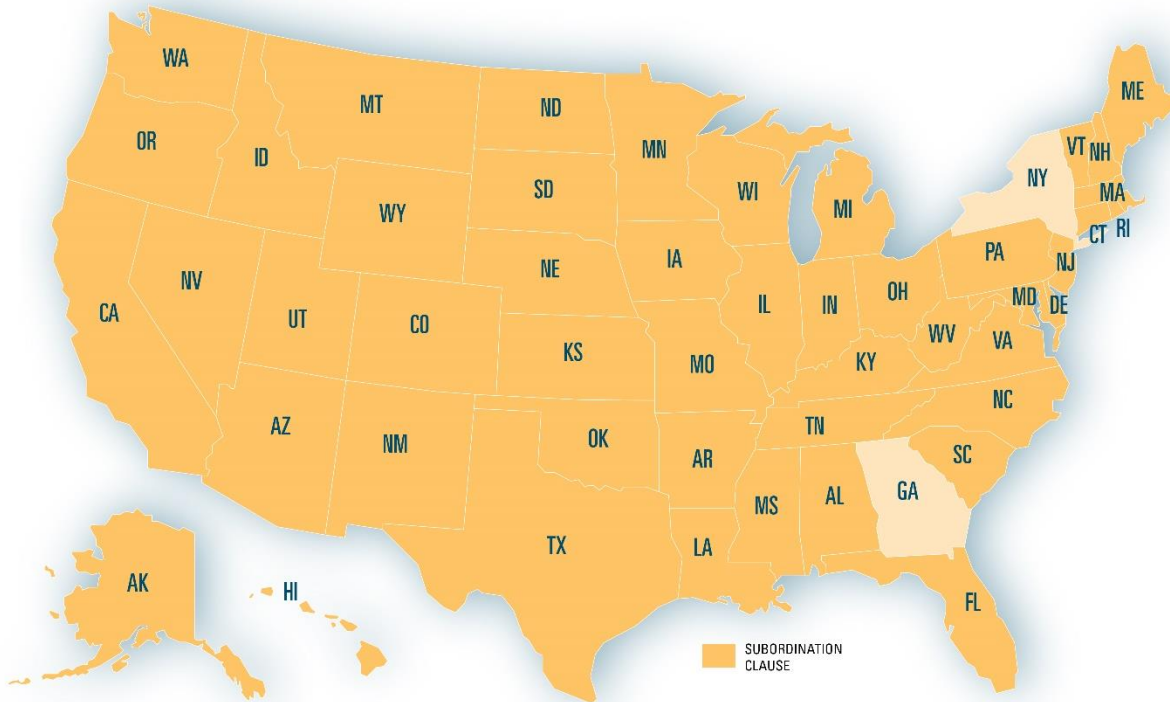 WA
MT
ND
ME
OR
ID
MN
VT
NH
SD
WI
NY
WY
MI
MA
CT
RI
NE
IA
PA
NJ
NV
IL
IN
OH
MD
DE
CA
UT
CO
WV
VA
KS
MO
KY
NC
AZ
NM
OK
TN
AR
SC
MS
AL
GA
TX
LA
AK
HI
FL
SUBORDINATION
CLAUSE